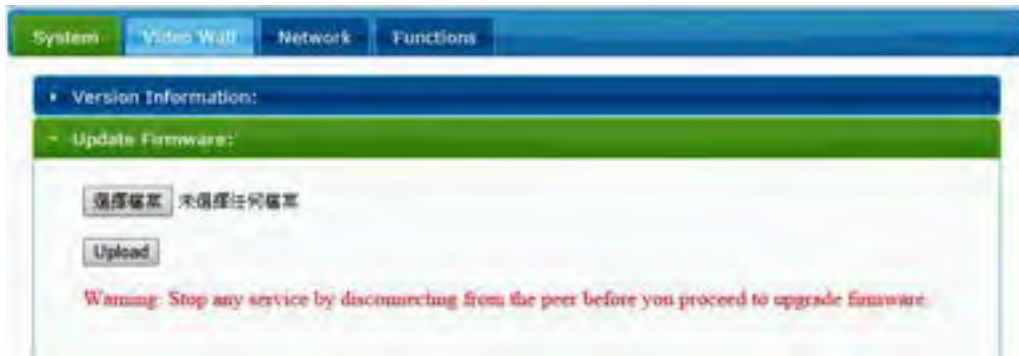 System Video Wall Network Functions
Version Information:
Update Firmware:
選擇檔案 未選擇任何檔案
Upload
Warning: Stop any service by disconnecting from the peer before you proceed to upgrade firmware.